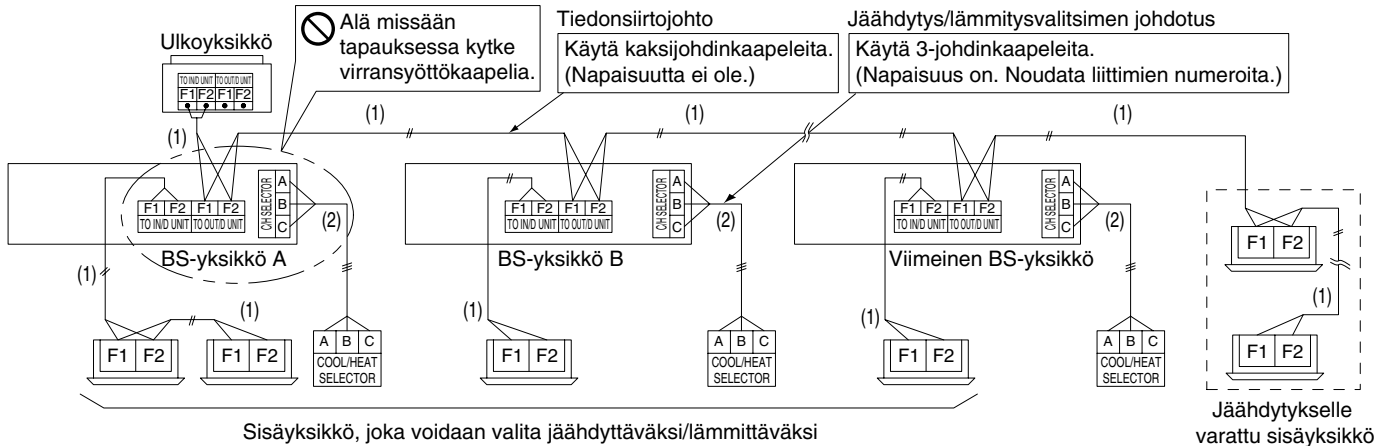 Ulkoyksikkö
TO IN/D UNIT TO OUT/D UNIT
F1 F2 F1 F2
Alä missään
tapauksessa kytke
virransyöttökaapelia.
Tiedonsiirtojohto
Käytä kaksijohdinkaapeleita.
(Napaisuutta ei ole.)
Jäähdytys/lämmitysvalitsimen johdotus
Käytä 3-johdinkaapeleita.
(Napaisuus on. Noudata liittimien numeroita.)
(1) (1) (1) (1)
F1 F2 F1 F2
TO IN/D UNIT TO OUT/D UNIT
C/H SELECTOR
A
B
C
(2)
BS-yksikkö A
F1 F2 F1 F2
TO IN/D UNIT TO OUT/D UNIT
C/H SELECTOR
A
B
C
(2)
BS-yksikkö B
F1 F2 F1 F2
TO IN/D UNIT TO OUT/D UNIT
C/H SELECTOR
A
B
C
(2)
Viimeinen BS-yksikkö
F1 F2
(1)
F1 F2
(1) (1)
F1 F2 F1 F2
A B C
COOL/HEAT
SELECTOR
(1)
F1 F2
A B C
COOL/HEAT
SELECTOR
(1)
F1 F2
A B C
COOL/HEAT
SELECTOR
Sisäyksikkö, joka voidaan valita jäähdyttäväksi/lämmittäväksi
Jäähdytykselle
varattu sisäyksikkö